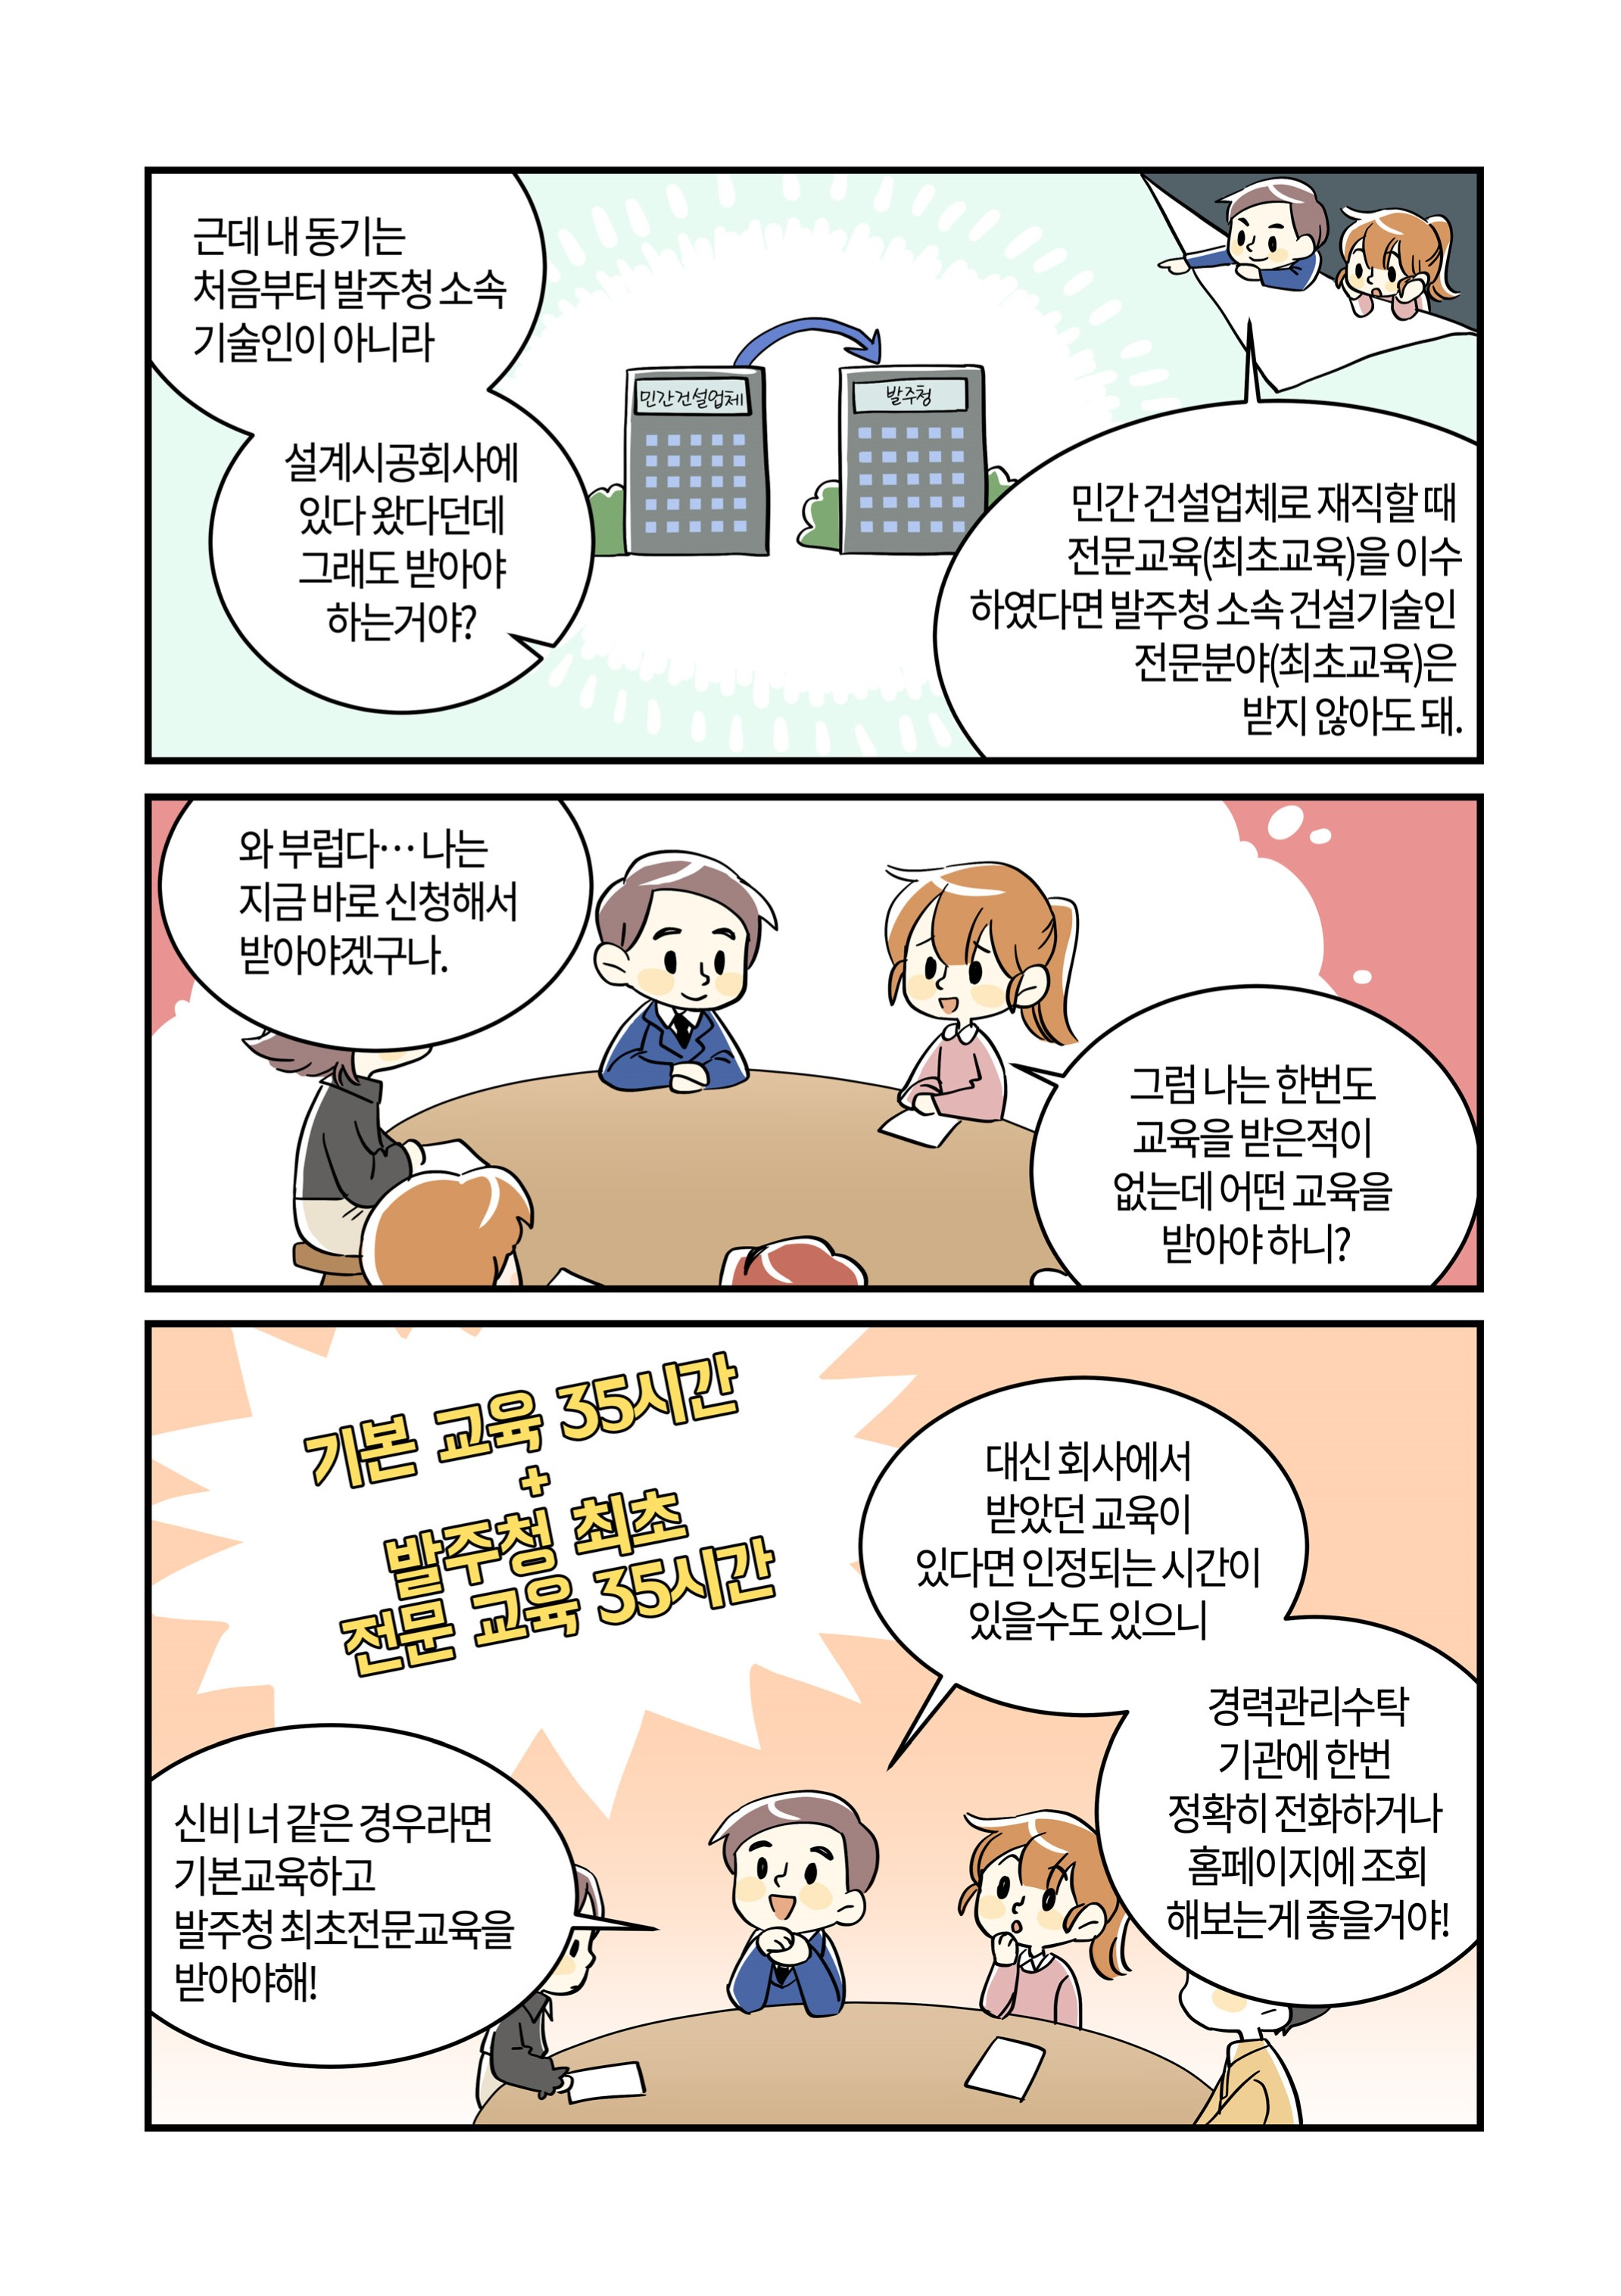 근데 내 동기는
처음부터 발주청 소속
기술인이 아니라
설계시공회사에
있다 왔다던데
그래도 받아야
하는거야?
민간건설업체
발주청
민간 건설업체로 재직할 때
전문교육(최초교육)을 이수
하였다면 발주청 소속 건설기술인
전문분야(최초교육)은
받지 않아도 돼.
와 부럽다… 나는
지금 바로 신청해서
받아야겠구나.
그럼 나는 한번도
교육을 받은적이
없는데 어떤 교육을
받아야 하니?
기본 교육 35시간
+
발주청 최초
전문 교육 35시간
신비 너 같은 경우라면
기본교육하고
발주청 최초전문교육을
받아야해!
대신 회사에서
받았던 교육이
있다면 인정되는 시간이
있을수도 있으니
경력관리수탁
기관에 한번
정확히 전화하거나
홈페이지에 조회
해보는게 좋을거야!